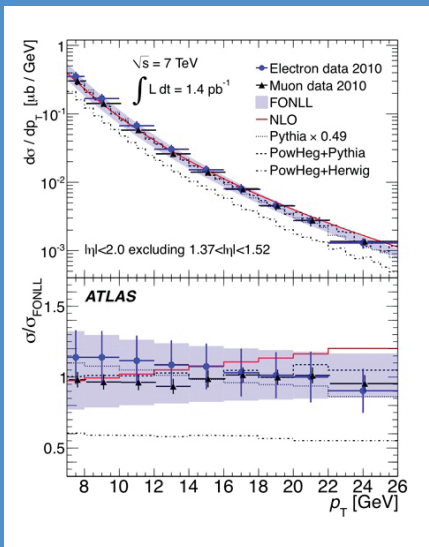 dσ / dp_T [μb / GeV]
1
10⁻¹
10⁻²
10⁻³
√s = 7 TeV
∫ L dt = 1.4 pb⁻¹
Electron data 2010
Muon data 2010
FONLL
NLO
Pythia × 0.49
PowHeg+Pythia
PowHeg+Herwig
|η|<2.0 excluding 1.37<|η|<1.52
σ/σ_FONLL
1.5
1
0.5
ATLAS
8 10 12 14 16 18 20 22 24 26
p_T [GeV]